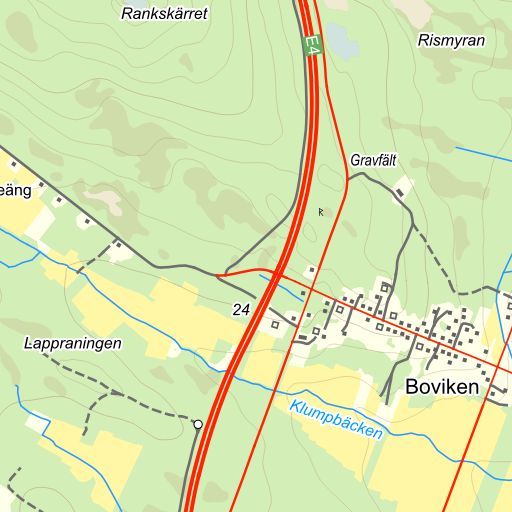 Rankskärret
E4
Rismyran
Gravfält
eäng
24
Lappraningen
Boviken
Klumpbäcken